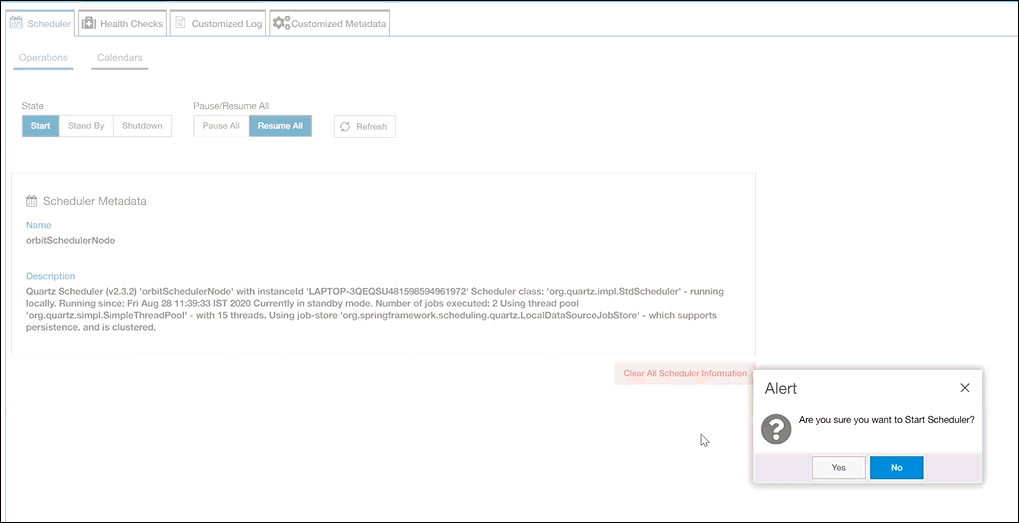 Scheduler Health Checks Customized Log Customized Metadata
Operations Calendars
State Pause/Resume All
Start Stand By Shutdown Pause All Resume All Refresh
Scheduler Metadata
Name
orbitSchedulerNode
Description
Quartz Scheduler (v2.3.2) 'orbitSchedulerNode' with instanceId 'LAPTOP-3QEQSU481598594961972' Scheduler class: 'org.quartz.impl.StdScheduler' - running
locally. Running since: Fri Aug 28 11:39:33 IST 2020 Currently in standby mode. Number of jobs executed: 2 Using thread pool
'org.quartz.simpl.SimpleThreadPool' - with 15 threads. Using job-store 'org.springframework.scheduling.quartz.LocalDataSourceJobStore' - which supports
persistence. and is clustered.
Clear All Scheduler Information
Alert
Are you sure you want to Start Scheduler?
Yes No